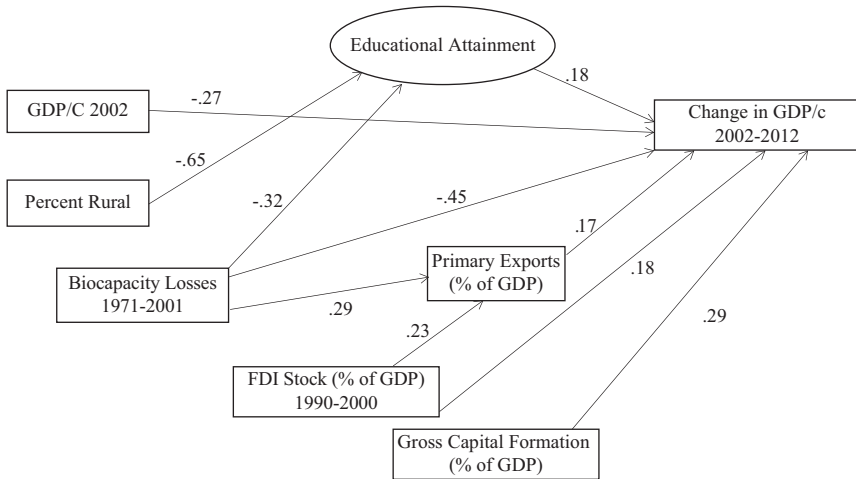 Educational Attainment
.18
GDP/C 2002
-.27
Change in GDP/c
2002-2012
-.65
Percent Rural
-.32
-.45
.17
Primary Exports
(% of GDP)
.18
Biocapacity Losses
1971-2001
.29
.29
.23
FDI Stock (% of GDP)
1990-2000
Gross Capital Formation
(% of GDP)